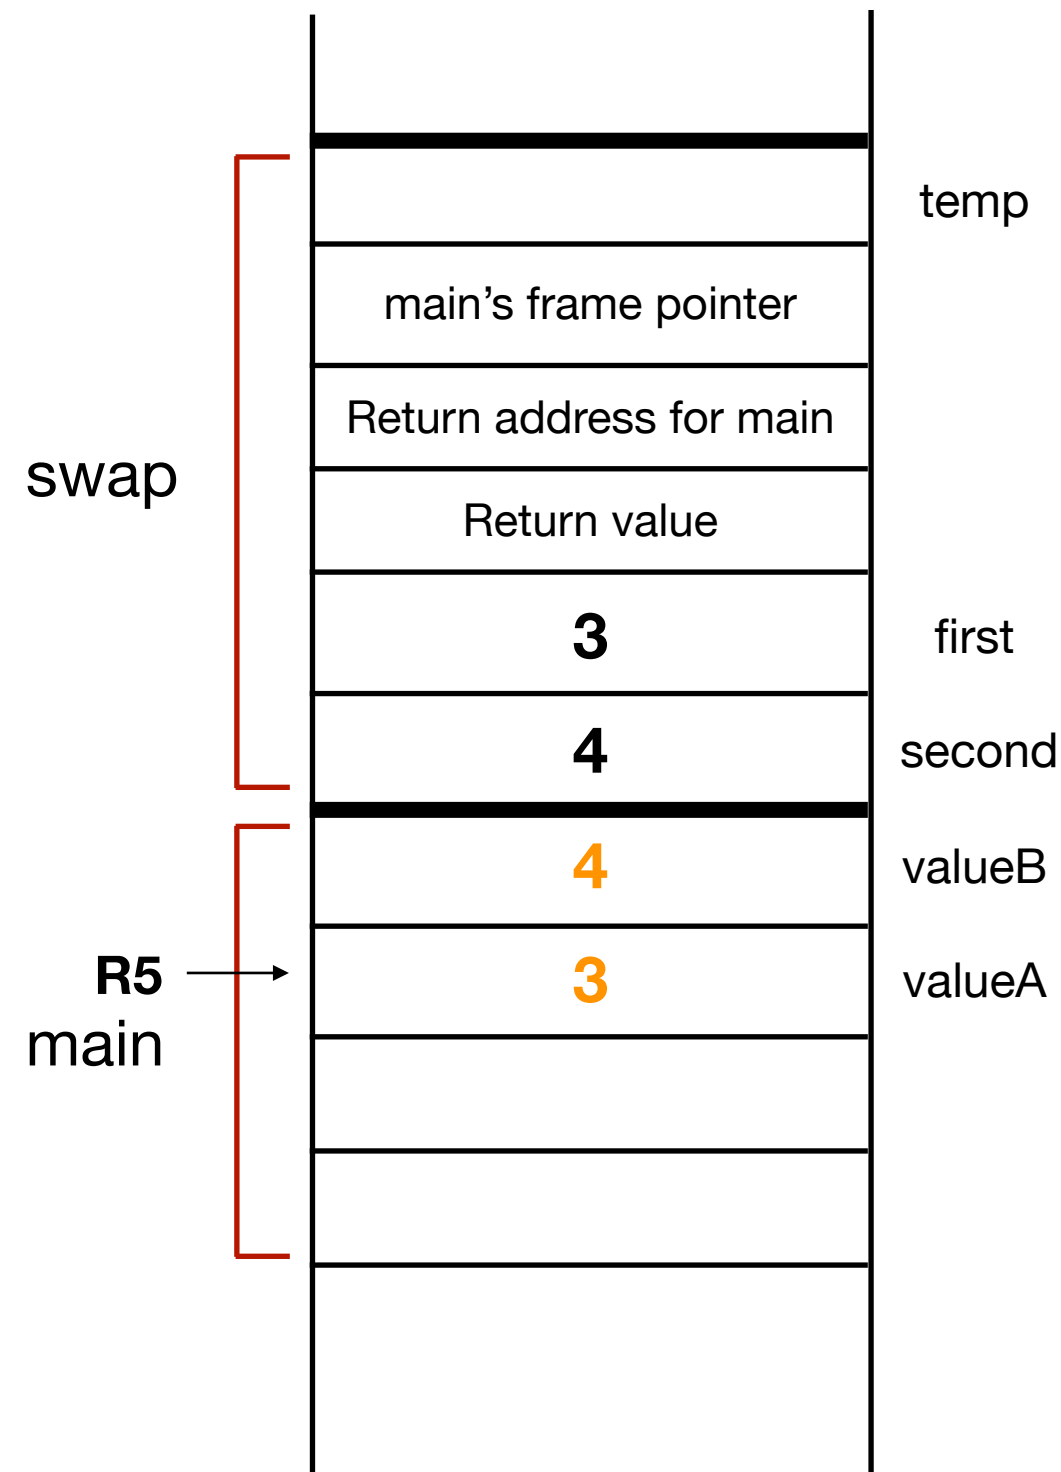 temp
main’s frame pointer
Return address for main
swap
Return value
3 first
4 second
4 valueB
R5 3 valueA
main